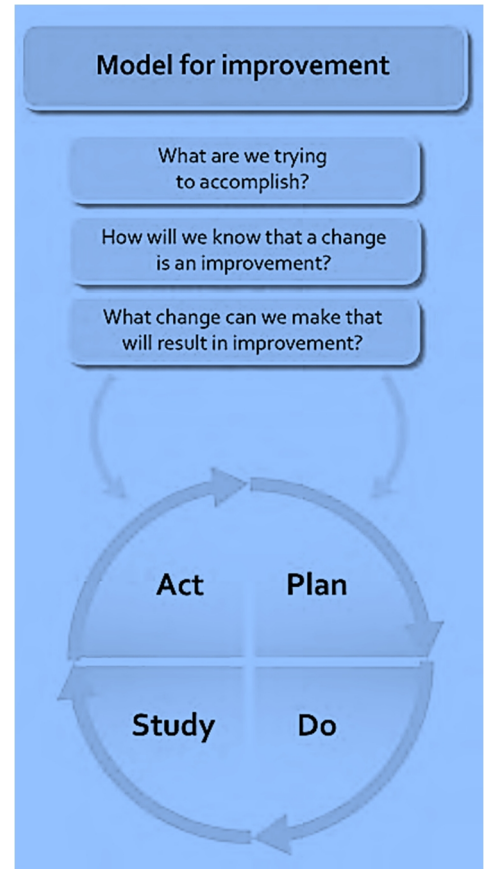 Model for improvement
What are we trying
to accomplish?
How will we know that a change
is an improvement?
What change can we make that
will result in improvement?
Act
Plan
Study
Do